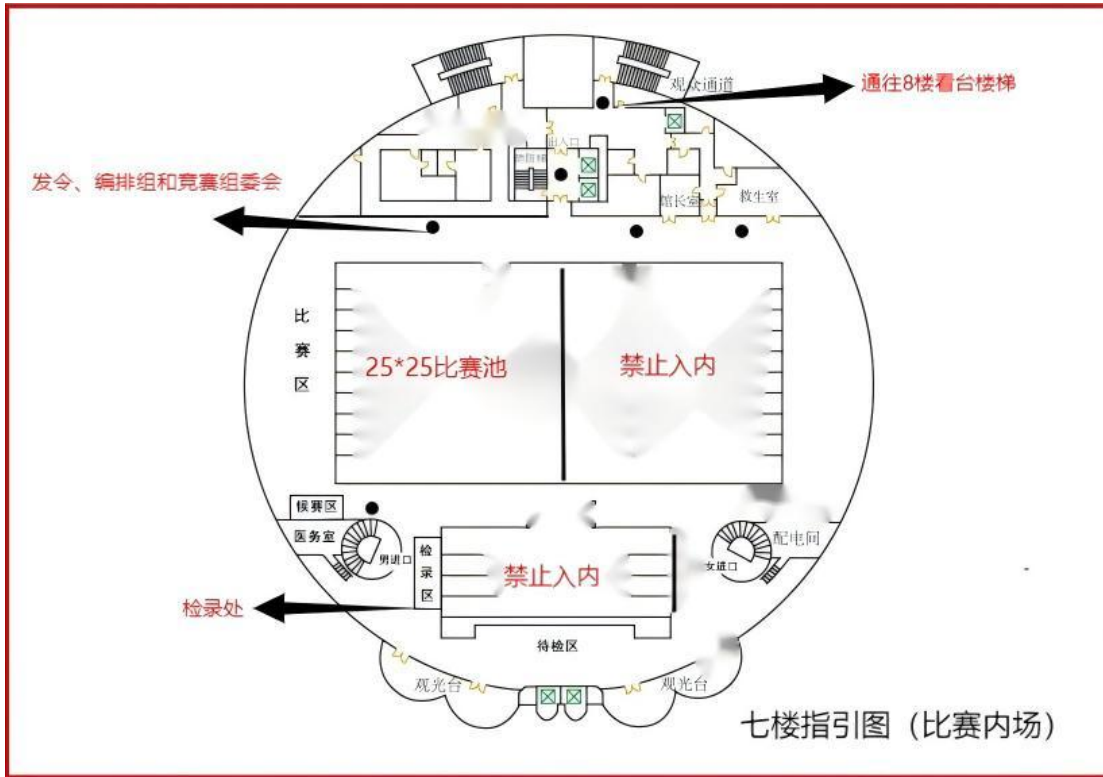 观众通道
通往8楼看台楼梯
出入口
发令、编排组和竞赛组委会
馆长室
救生室
比赛区
25*25比赛池
禁止入内
候赛区
医务室
男进口
检录区
禁止入内
女进口
配电间
检录处
待检区
观光台
观光台
七楼指引图（比赛内场）